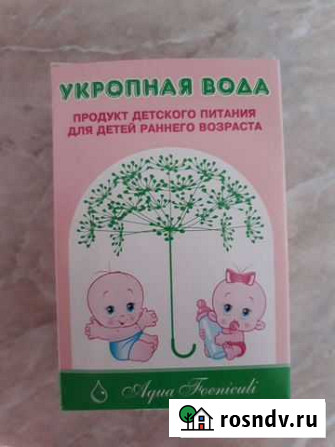 УКРОПНАЯ ВОДА
ПРОДУКТ ДЕТСКОГО ПИТАНИЯ
ДЛЯ ДЕТЕЙ РАННЕГО ВОЗРАСТА
Aqua Foeniculi
rosndv.ru